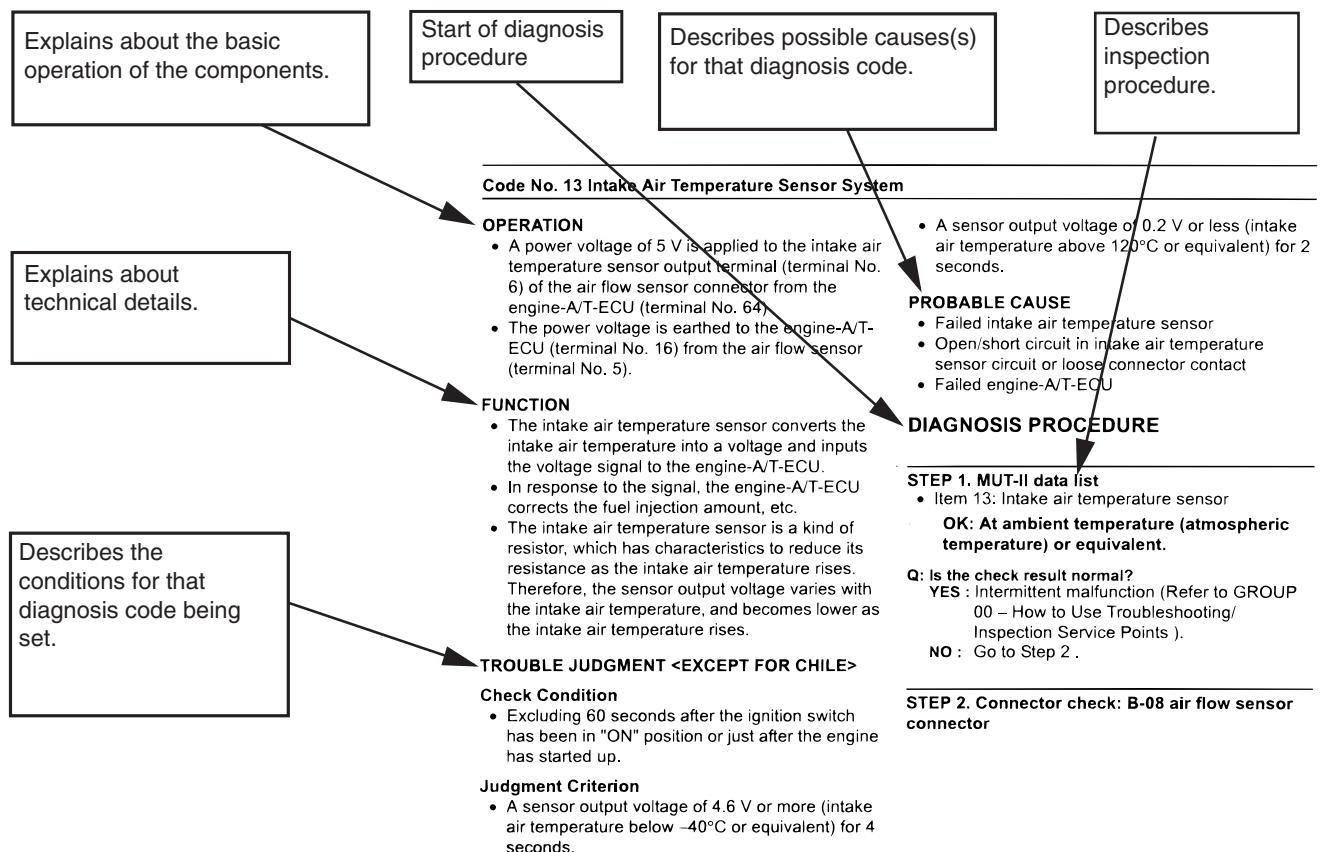 Explains about the basic
operation of the components.
Start of diagnosis
procedure
Describes possible causes(s)
for that diagnosis code.
Describes
inspection
procedure.
Explains about
technical details.
Describes the
conditions for that
diagnosis code being
set.
Code No. 13 Intake Air Temperature Sensor System
OPERATION
• A power voltage of 5 V is applied to the intake air
temperature sensor output terminal (terminal No.
6) of the air flow sensor connector from the
engine-A/T-ECU (terminal No. 64)
• The power voltage is earthed to the engine-A/T-
ECU (terminal No. 16) from the air flow sensor
(terminal No. 5).
FUNCTION
• The intake air temperature sensor converts the
intake air temperature into a voltage and inputs
the voltage signal to the engine-A/T-ECU.
• In response to the signal, the engine-A/T-ECU
corrects the fuel injection amount, etc.
• The intake air temperature sensor is a kind of
resistor, which has characteristics to reduce its
resistance as the intake air temperature rises.
Therefore, the sensor output voltage varies with
the intake air temperature, and becomes lower as
the intake air temperature rises.
TROUBLE JUDGMENT <EXCEPT FOR CHILE>
Check Condition
• Excluding 60 seconds after the ignition switch
has been in "ON" position or just after the engine
has started up.
Judgment Criterion
• A sensor output voltage of 4.6 V or more (intake
air temperature below –40°C or equivalent) for 4
seconds.
• A sensor output voltage of 0.2 V or less (intake
air temperature above 120°C or equivalent) for 2
seconds.
PROBABLE CAUSE
• Failed intake air temperature sensor
• Open/short circuit in intake air temperature
sensor circuit or loose connector contact
• Failed engine-A/T-ECU
DIAGNOSIS PROCEDURE
STEP 1. MUT-II data list
• Item 13: Intake air temperature sensor
OK: At ambient temperature (atmospheric
temperature) or equivalent.
Q: Is the check result normal?
YES : Intermittent malfunction (Refer to GROUP
00 – How to Use Troubleshooting/
Inspection Service Points ).
NO : Go to Step 2 .
STEP 2. Connector check: B-08 air flow sensor
connector